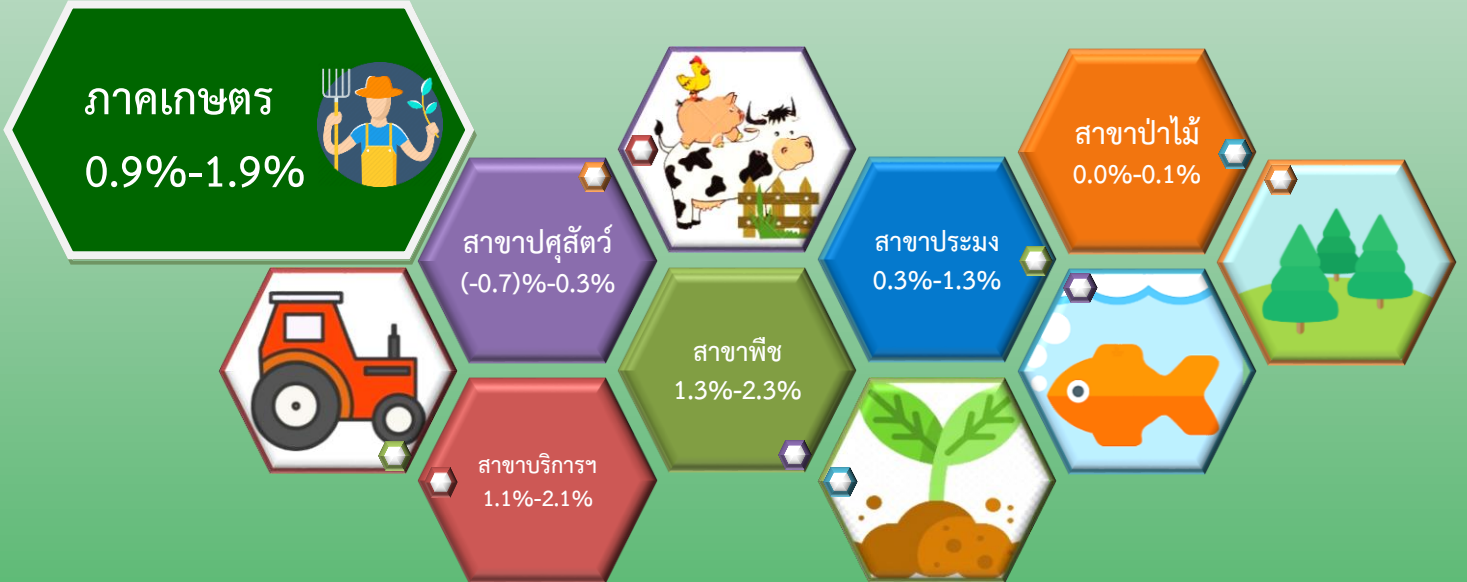 ภาคเกษตร
0.9%-1.9%
สาขาปศุสัตว์
(-0.7)%-0.3%
สาขาบริการฯ
1.1%-2.1%
สาขาพืช
1.3%-2.3%
สาขาประมง
0.3%-1.3%
สาขาป่าไม้
0.0%-0.1%